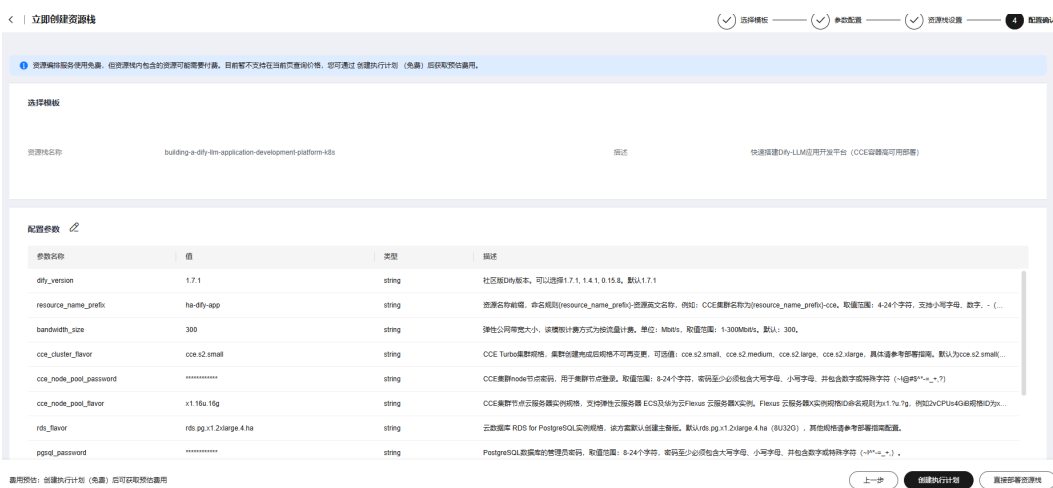 立即创建资源栈
选择模板
参数配置
资源栈设置
4 配置确认
资源编排服务使用免费，但资源栈内包含的资源可能需要付费。目前暂不支持在当前页查询价格，您可通过 创建执行计划 （免费）后获取预估费用。
选择模板
资源栈名称 building-a-dify-llm-application-development-platform-k8s 描述 快速搭建Dify-LLM应用开发平台（CCE容器高可用部署）
配置参数
参数名称 值 类型 描述
dify_version 1.7.1 string 社区版Dify版本。可以选择1.7.1, 1.4.1, 0.15.8。默认1.7.1
resource_name_prefix ha-dify-app string 资源名称前缀，命名规则{resource_name_prefix}-资源英文名称，例如：CCE集群名称为{resource_name_prefix}-cce。取值范围：4-24个字符，支持小写字母、数字、-（...
bandwidth_size 300 string 弹性公网带宽大小，该模板计费方式为按流量计费。单位：Mbit/s，取值范围：1-300Mbit/s。默认：300。
cce_cluster_flavor cce.s2.small string CCE Turbo集群规格，集群创建完成后规格不可再变更，可选值：cce.s2.small、cce.s2.medium、cce.s2.large、cce.s2.xlarge，具体请参考部署指南。默认为cce.s2.small(...
cce_node_pool_password ************ string CCE集群node节点密码，用于集群节点登录。取值范围：8-24个字符，密码至少必须包含大写字母、小写字母，并包含数字或特殊字符（~!@#$^*-=_+,?）
cce_node_pool_flavor x1.16u.16g string CCE集群节点云服务器实例规格，支持弹性云服务器 ECS及华为云Flexus 云服务器X实例。Flexus 云服务器X实例规格ID命名规则为x1.?u.?g，例如2vCPUs4GiB规格ID为x...
rds_flavor rds.pg.x1.2xlarge.4.ha string 云数据库 RDS for PostgreSQL实例规格，该方案默认创建主备版。默认rds.pg.x1.2xlarge.4.ha（8U32G），其他规格请参考部署指南配置。
pgsql_password ************ string PostgreSQL数据库的管理员密码，取值范围：8-24个字符，密码至少必须包含大写字母、小写字母，并包含数字或特殊字符（~!^*-=_+,）。
费用预估：创建执行计划（免费）后可获取预估费用
上一步
创建执行计划
直接部署资源栈